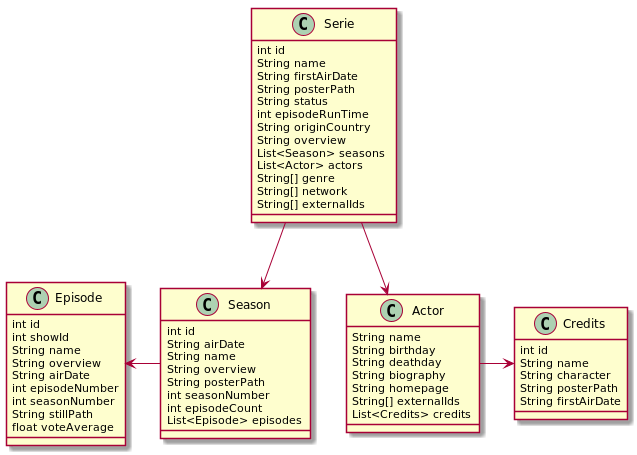 C Serie
int id
String name
String firstAirDate
String posterPath
String status
int episodeRunTime
String originCountry
String overview
List<Season> seasons
List<Actor> actors
String[] genre
String[] network
String[] externalIds
C Episode
int id
int showId
String name
String overview
String airDate
int episodeNumber
int seasonNumber
String stillPath
float voteAverage
C Season
int id
String airDate
String name
String overview
String posterPath
int seasonNumber
int episodeCount
List<Episode> episodes
C Actor
String name
String birthday
String deathday
String biography
String homepage
String[] externalIds
List<Credits> credits
C Credits
int id
String name
String character
String posterPath
String firstAirDate